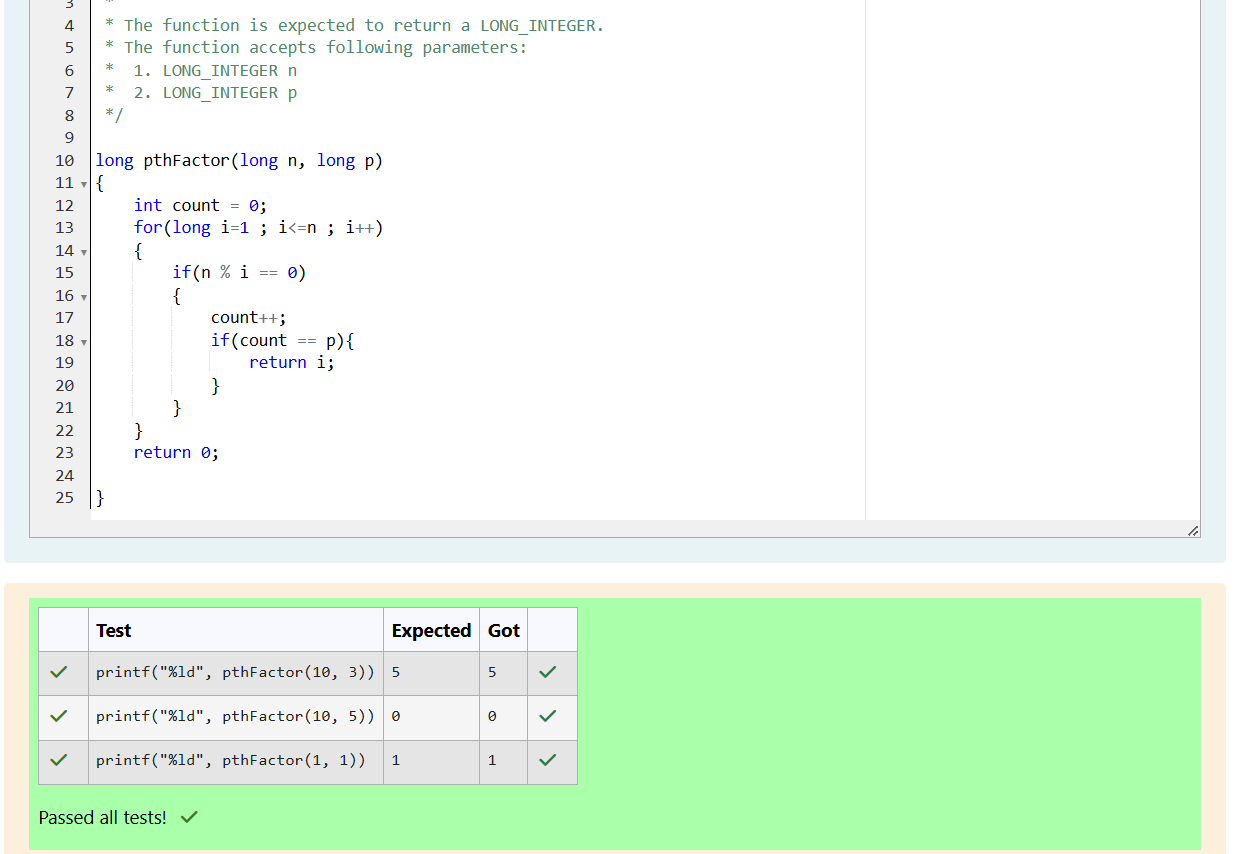 3 *
4 * The function is expected to return a LONG_INTEGER.
5 * The function accepts following parameters:
6 *  1. LONG_INTEGER n
7 *  2. LONG_INTEGER p
8 */
9
10 long pthFactor(long n, long p)
11 {
12     int count = 0;
13     for(long i=1 ; i<=n ; i++)
14     {
15         if(n % i == 0)
16         {
17             count++;
18             if(count == p){
19                 return i;
20             }
21         }
22     }
23     return 0;
24
25 }
Test Expected Got
printf("%ld", pthFactor(10, 3)) 5 5
printf("%ld", pthFactor(10, 5)) 0 0
printf("%ld", pthFactor(1, 1)) 1 1
Passed all tests!